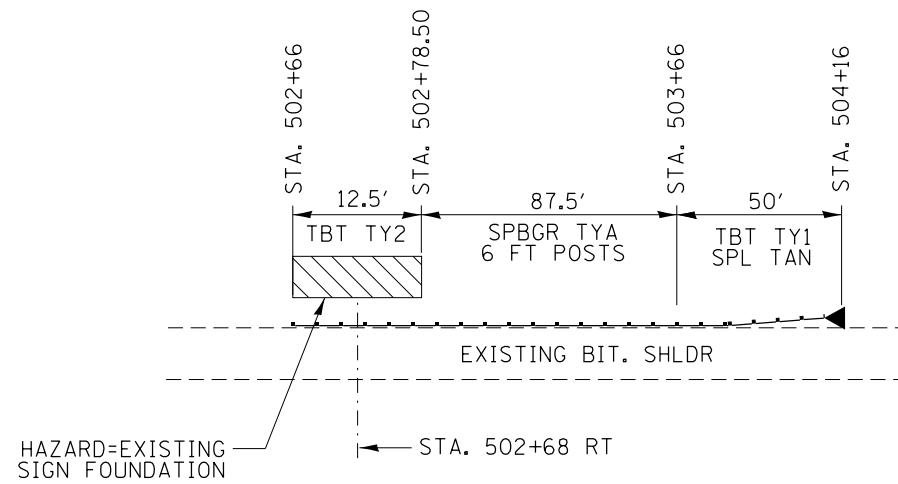 STA. 502+66
STA. 502+78.50
STA. 503+66
STA. 504+16
12.5'
87.5'
50'
TBT TY2
SPBGR TYA
6 FT POSTS
TBT TY1
SPL TAN
EXISTING BIT. SHLDR
HAZARD=EXISTING
SIGN FOUNDATION
STA. 502+68 RT